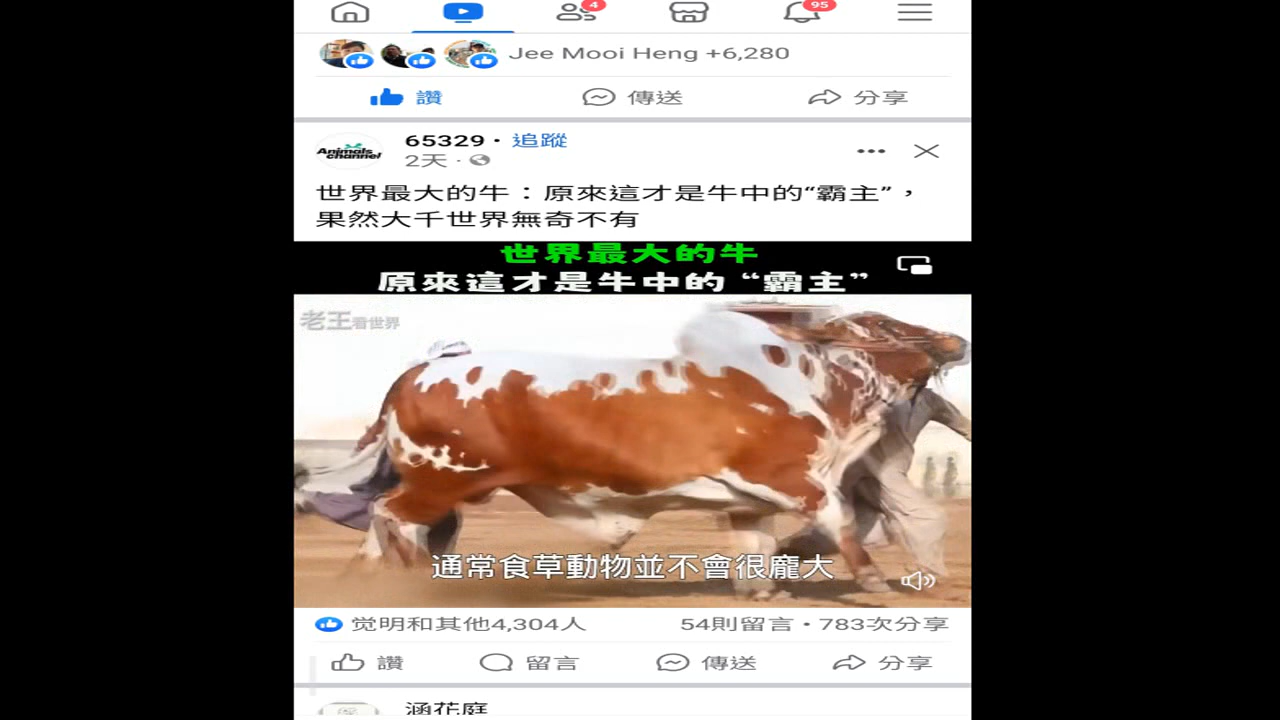 4
95
Jee Mooi Heng +6,280
讚 傳送 分享
Animals channel
65329 · 追蹤
2天 ·
世界最大的牛：原來這才是牛中的“霸主”，
果然大千世界無奇不有
世界最大的牛
原來這才是牛中的“霸主”
老王看世界
通常食草動物並不會很龐大
觉明和其他4,304人 54則留言 · 783次分享
讚 留言 傳送 分享
涵花庭